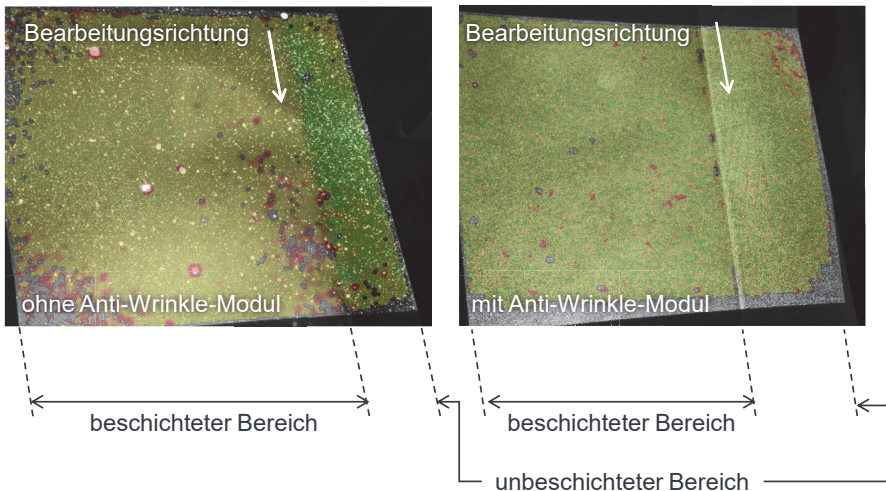 Bearbeitungsrichtung
ohne Anti-Wrinkle-Modul
Bearbeitungsrichtung
mit Anti-Wrinkle-Modul
beschichteter Bereich
beschichteter Bereich
unbeschichteter Bereich